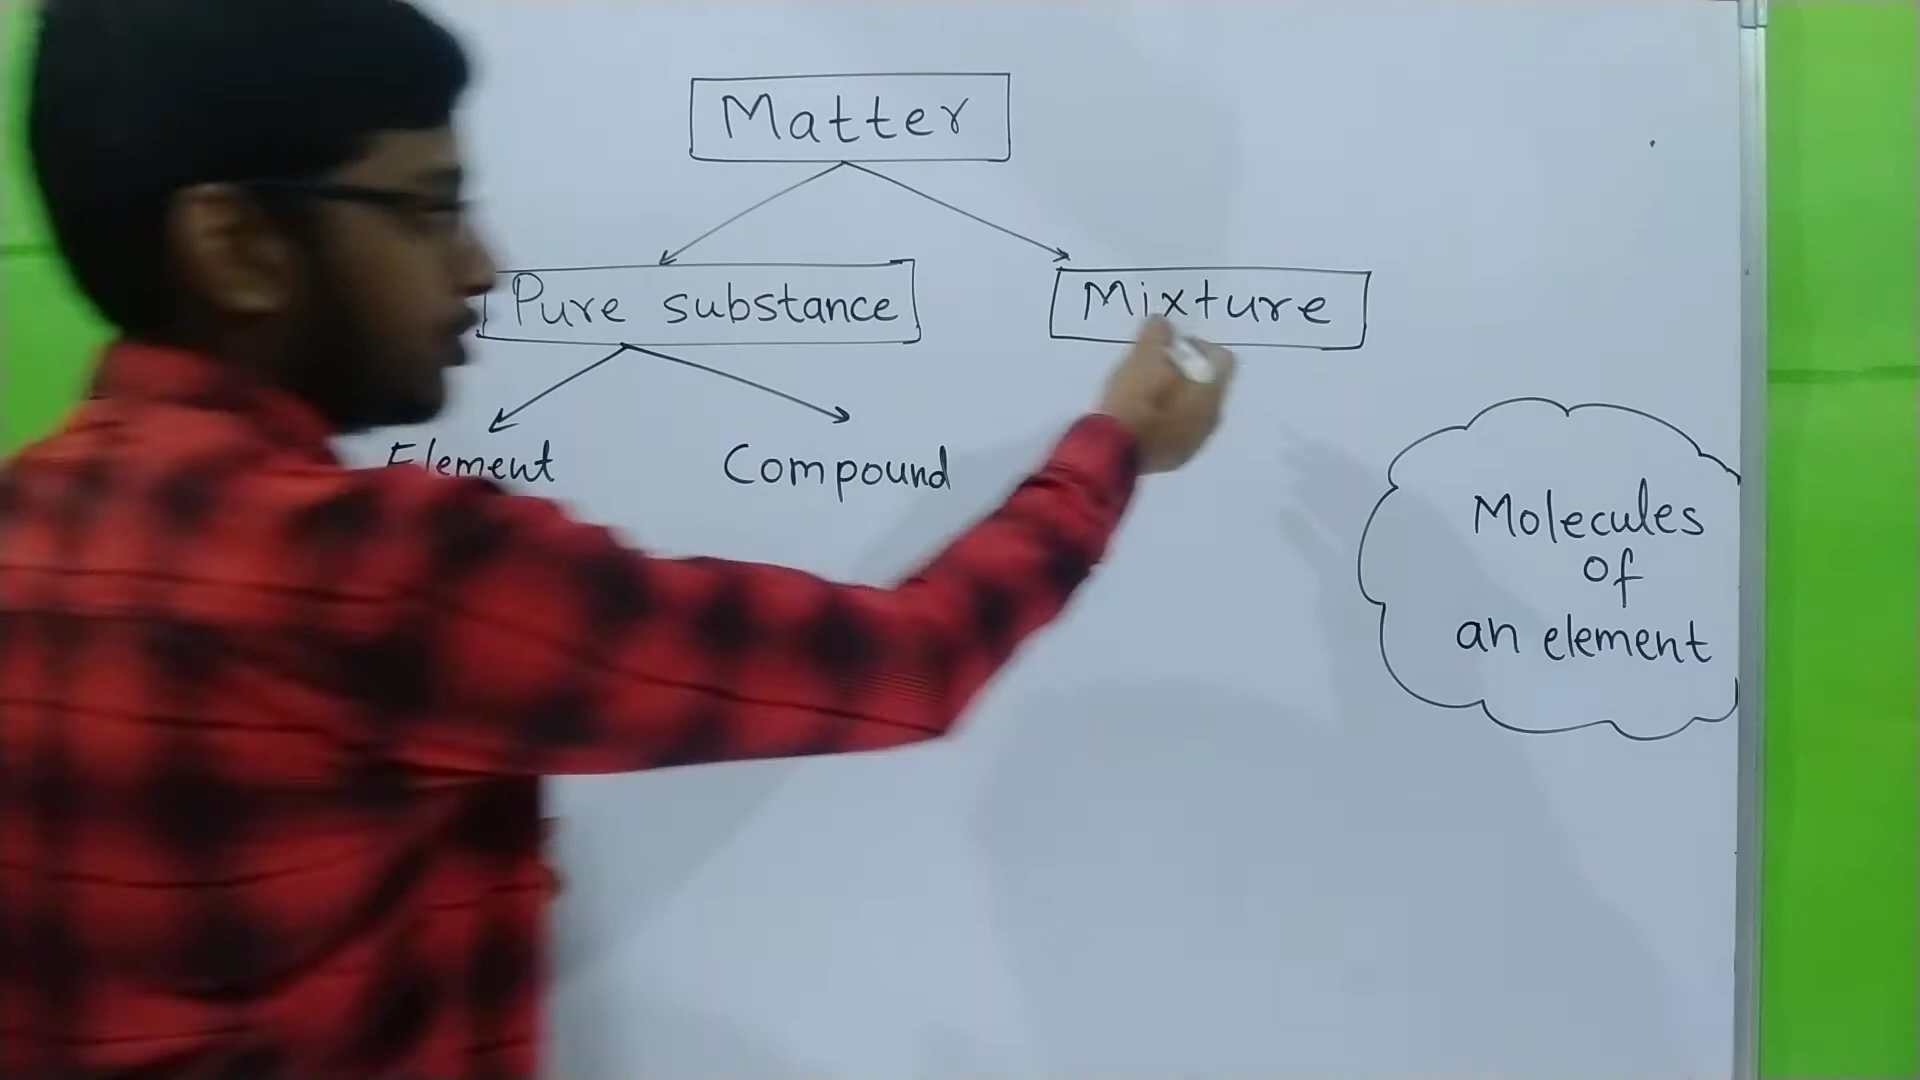 Matter
Pure substance
Mixture
Element
Compound
Molecules
of
an element